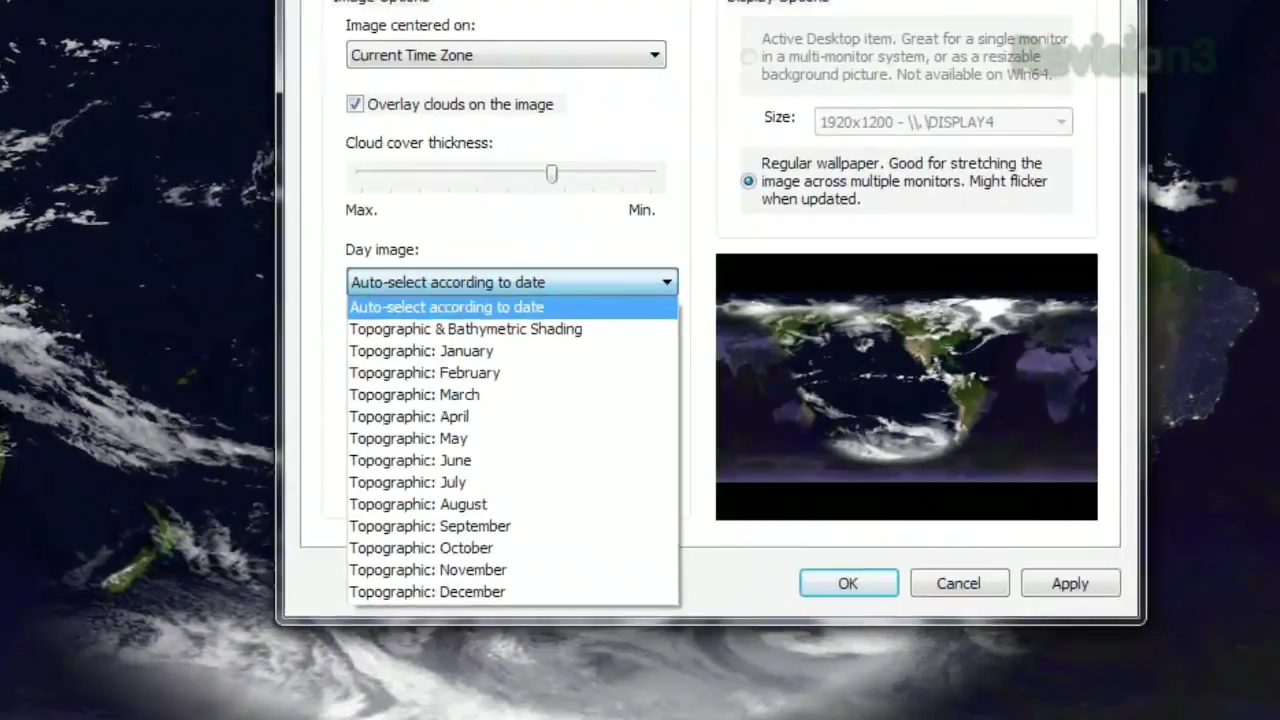 Image Options
Image centered on:
Current Time Zone
Overlay clouds on the image
Cloud cover thickness:
Max.
Min.
Day image:
Auto-select according to date
Auto-select according to date
Topographic & Bathymetric Shading
Topographic: January
Topographic: February
Topographic: March
Topographic: April
Topographic: May
Topographic: June
Topographic: July
Topographic: August
Topographic: September
Topographic: October
Topographic: November
Topographic: December
Display Options
Active Desktop item. Great for a single monitor
in a multi-monitor system, or as a resizable
background picture. Not available on Win64.
Size:
1920x1200 - \\.\DISPLAY4
Regular wallpaper. Good for stretching the
image across multiple monitors. Might flicker
when updated.
OK
Cancel
Apply
revision3